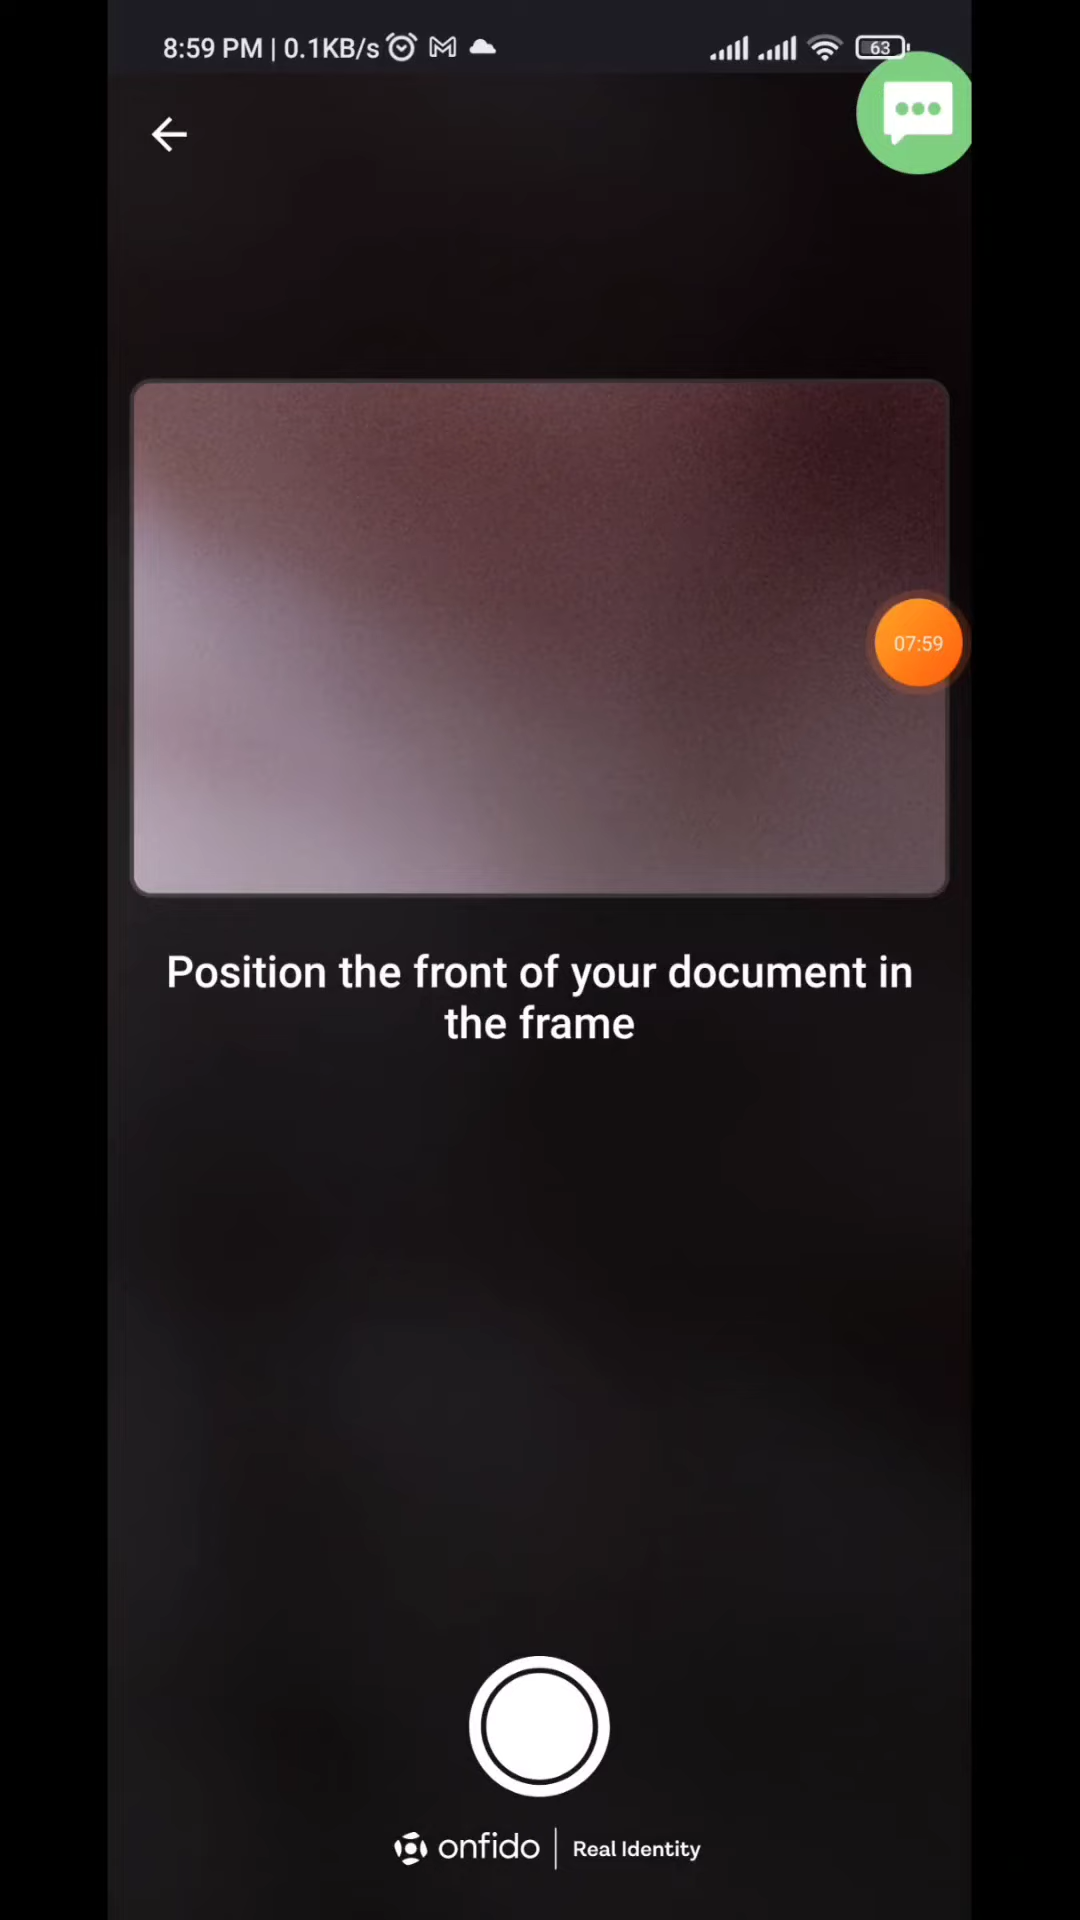 8:59 PM | 0.1KB/s
63
07:59
Position the front of your document in
the frame
onfido | Real Identity